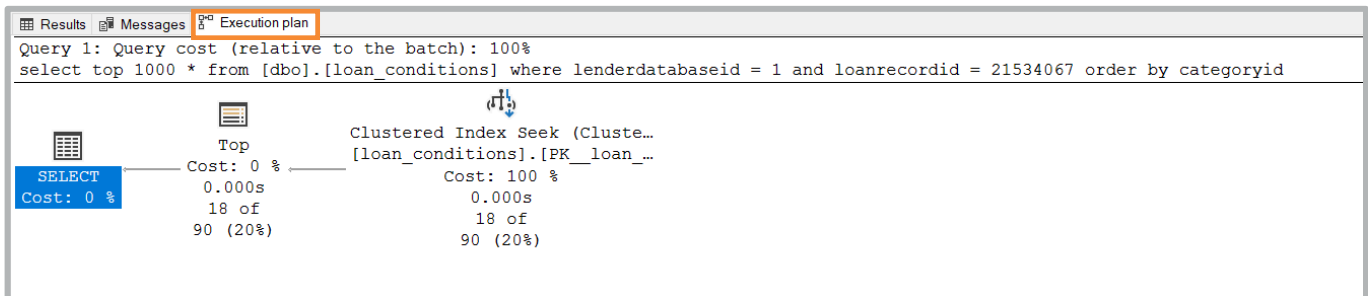 Results Messages Execution plan
Query 1: Query cost (relative to the batch): 100%
select top 1000 * from [dbo].[loan_conditions] where lenderdatabaseid = 1 and loanrecordid = 21534067 order by categoryid
SELECT
Cost: 0 %
Top
Cost: 0 %
0.000s
18 of
90 (20%)
Clustered Index Seek (Cluste…
[loan_conditions].[PK__loan_…
Cost: 100 %
0.000s
18 of
90 (20%)